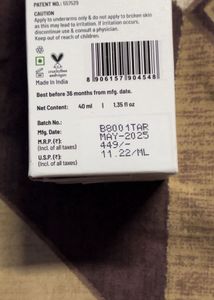 PATENT NO.: 557529
CAUTION
Apply to underarms only & do not apply to broken skin
as this may lead to irritation. If irritation occurs,
discontinue use & consult a physician.
Keep out of reach of children.
Made in India
8 906157 904548
Best before 36 months from mfg. date.
Net Content: 40 ml | 1.35 fl oz
Batch No.: B8001TAR
Mfg. Date: MAY-2025
M.R.P. (₹): 449/-
(Incl. of all taxes)
U.S.P. (₹): 11.22/ML
(Incl. of all taxes)